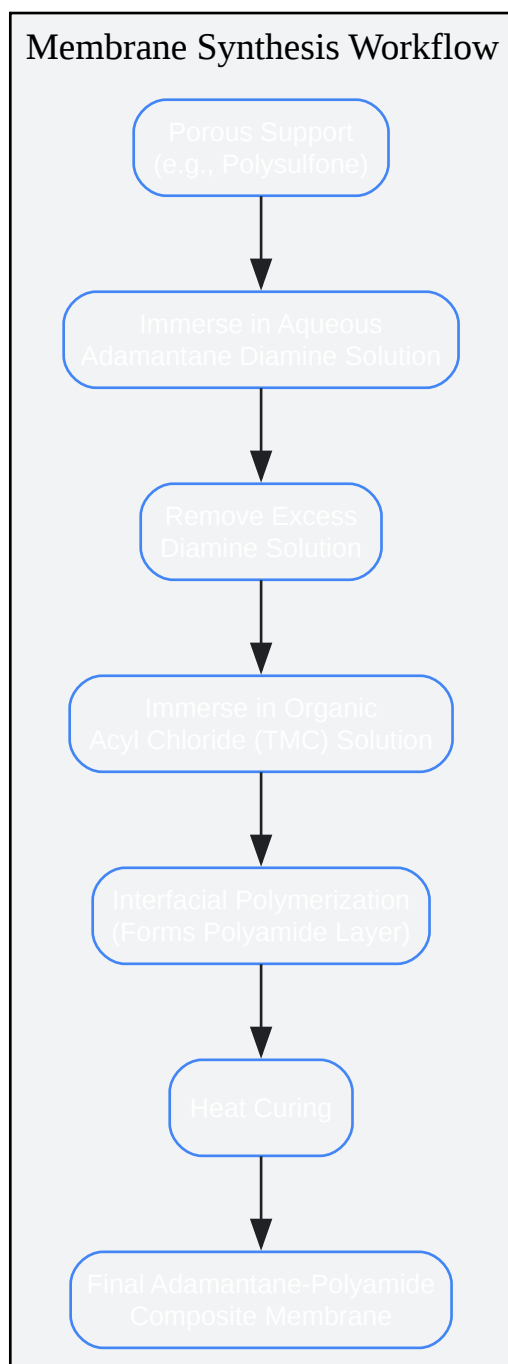 Membrane Synthesis Workflow
Porous Support
(e.g., Polysulfone)
Immerse in Aqueous
Adamantane Diamine Solution
Remove Excess
Diamine Solution
Immerse in Organic
Acyl Chloride (TMC) Solution
Interfacial Polymerization
(Forms Polyamide Layer)
Heat Curing
Final Adamantane-Polyamide
Composite Membrane